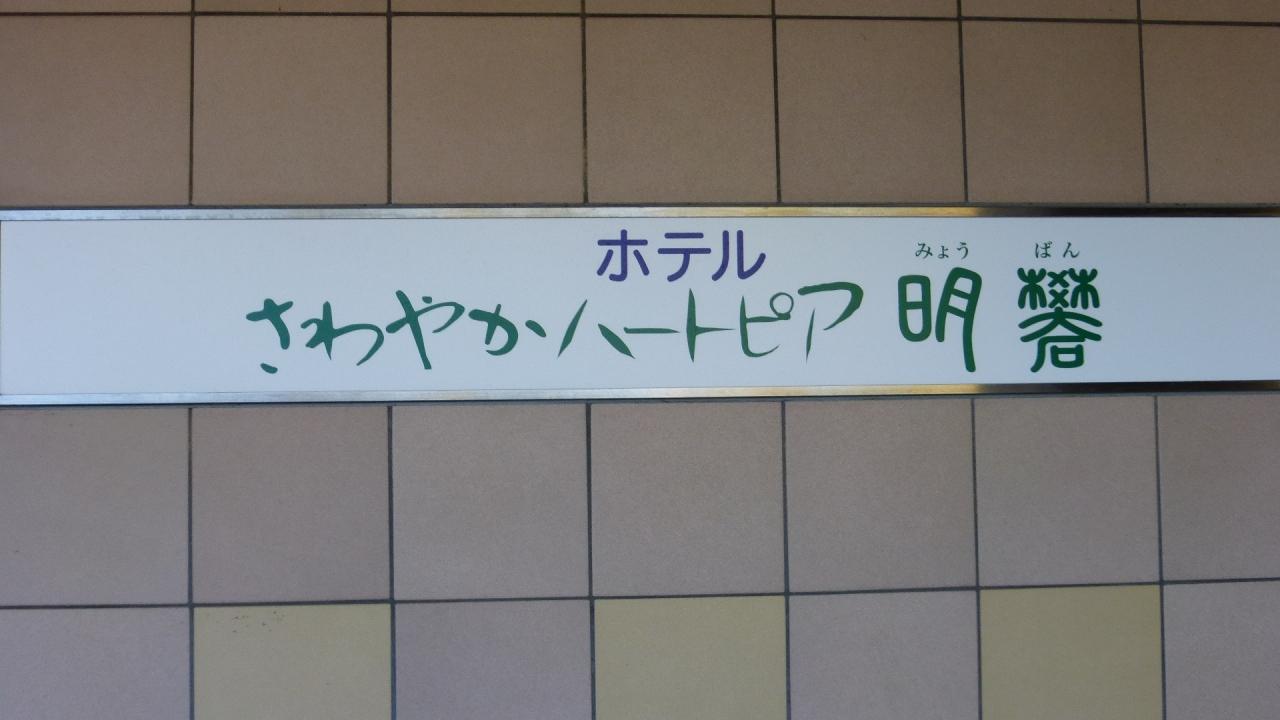 ホテル
みょう ばん
さわやかハートピア 明礬